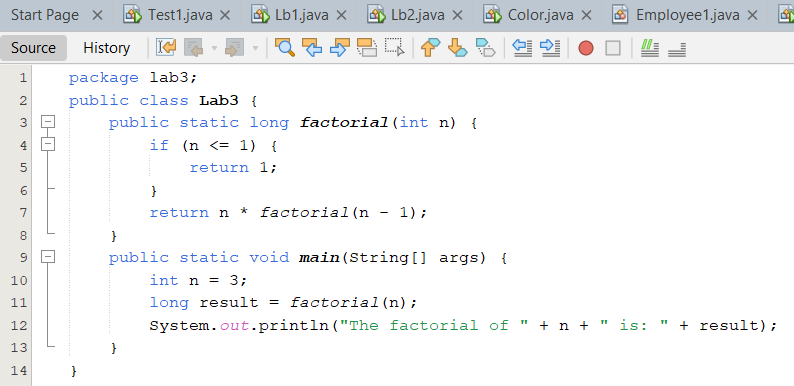 Start Page Test1.java Lb1.java Lb2.java Color.java Employee1.java
Source History
1 package lab3;
2 public class Lab3 {
3 public static long factorial(int n) {
4 if (n <= 1) {
5 return 1;
6 }
7 return n * factorial(n - 1);
8 }
9 public static void main(String[] args) {
10 int n = 3;
11 long result = factorial(n);
12 System.out.println("The factorial of " + n + " is: " + result);
13 }
14 }